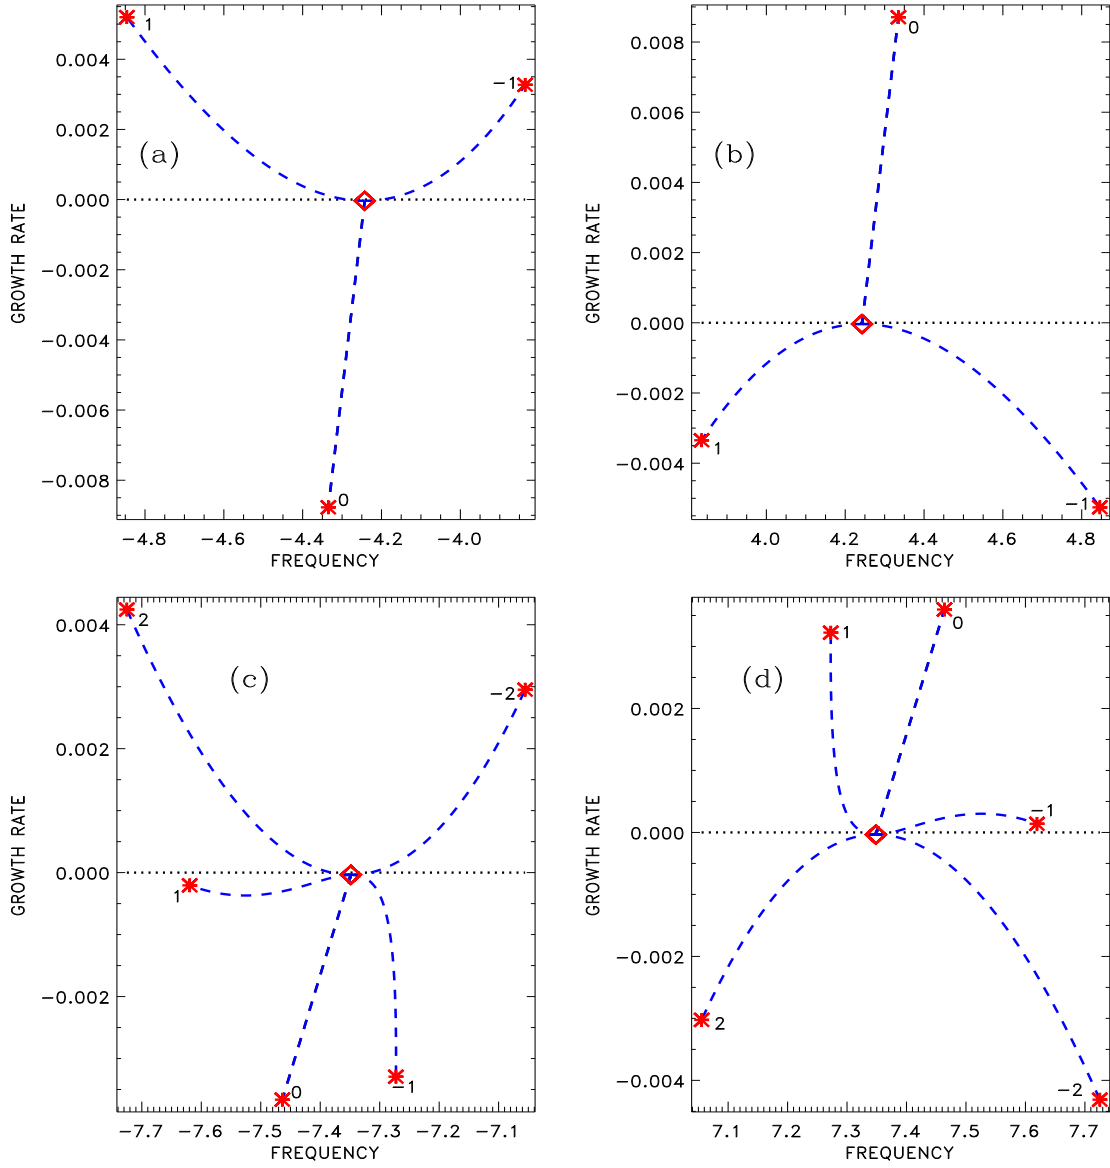 1
−1
0.004
0.002
(a)
0.000
−0.002
−0.004
−0.006
−0.008
0
GROWTH RATE
−4.8 −4.6 −4.4 −4.2 −4.0
FREQUENCY
0
0.008
0.006
0.004
(b)
0.002
0.000
−0.002
−0.004
1
−1
GROWTH RATE
4.0 4.2 4.4 4.6 4.8
FREQUENCY
2
0.004
(c)
−2
0.002
0.000
1
−0.002
0
−1
GROWTH RATE
−7.7 −7.6 −7.5 −7.4 −7.3 −7.2 −7.1
FREQUENCY
1
0
(d)
0.002
−1
0.000
−0.002
2
−0.004
−2
GROWTH RATE
7.1 7.2 7.3 7.4 7.5 7.6 7.7
FREQUENCY